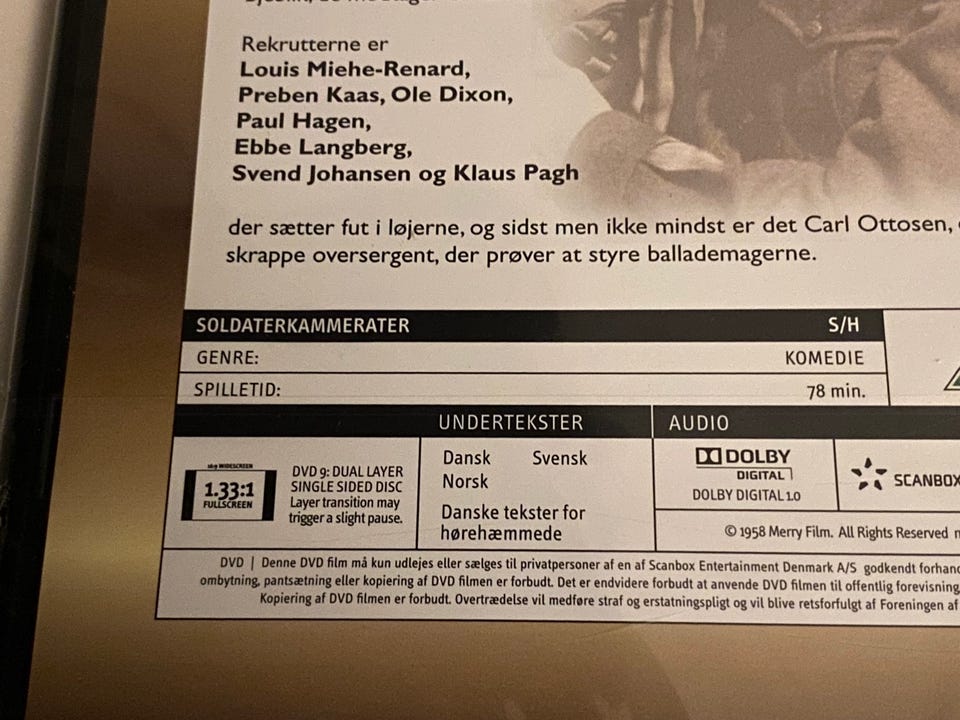 Rekrutterne er
Louis Miehe-Renard,
Preben Kaas, Ole Dixon,
Paul Hagen,
Ebbe Langberg,
Svend Johansen og Klaus Pagh
der sætter fut i løjerne, og sidst men ikke mindst er det Carl Ottosen,
skrappe oversergent, der prøver at styre ballademagerne.
SOLDATERKAMMERATER S/H
GENRE: KOMEDIE
SPILLETID: 78 min.
UNDERTEKSTER AUDIO
16:9 WIDESCREEN
1.33:1
FULLSCREEN
DVD 9: DUAL LAYER
SINGLE SIDED DISC
Layer transition may
trigger a slight pause.
Dansk Svensk
Norsk
Danske tekster for
hørehæmmede
DOLBY
DIGITAL
DOLBY DIGITAL 1.0
SCANBOX
© 1958 Merry Film. All Rights Reserved
DVD | Denne DVD film må kun udlejes eller sælges til privatpersoner af en af Scanbox Entertainment Denmark A/S godkendt
ombytning, pantsætning eller kopiering af DVD filmen er forbudt. Det er endvidere forbudt at anvende DVD filmen til offentlig forevisning,
Kopiering af DVD filmen er forbudt. Overtrædelse vil medføre straf og erstatningspligt og vil blive retsforfulgt af Foreningen af